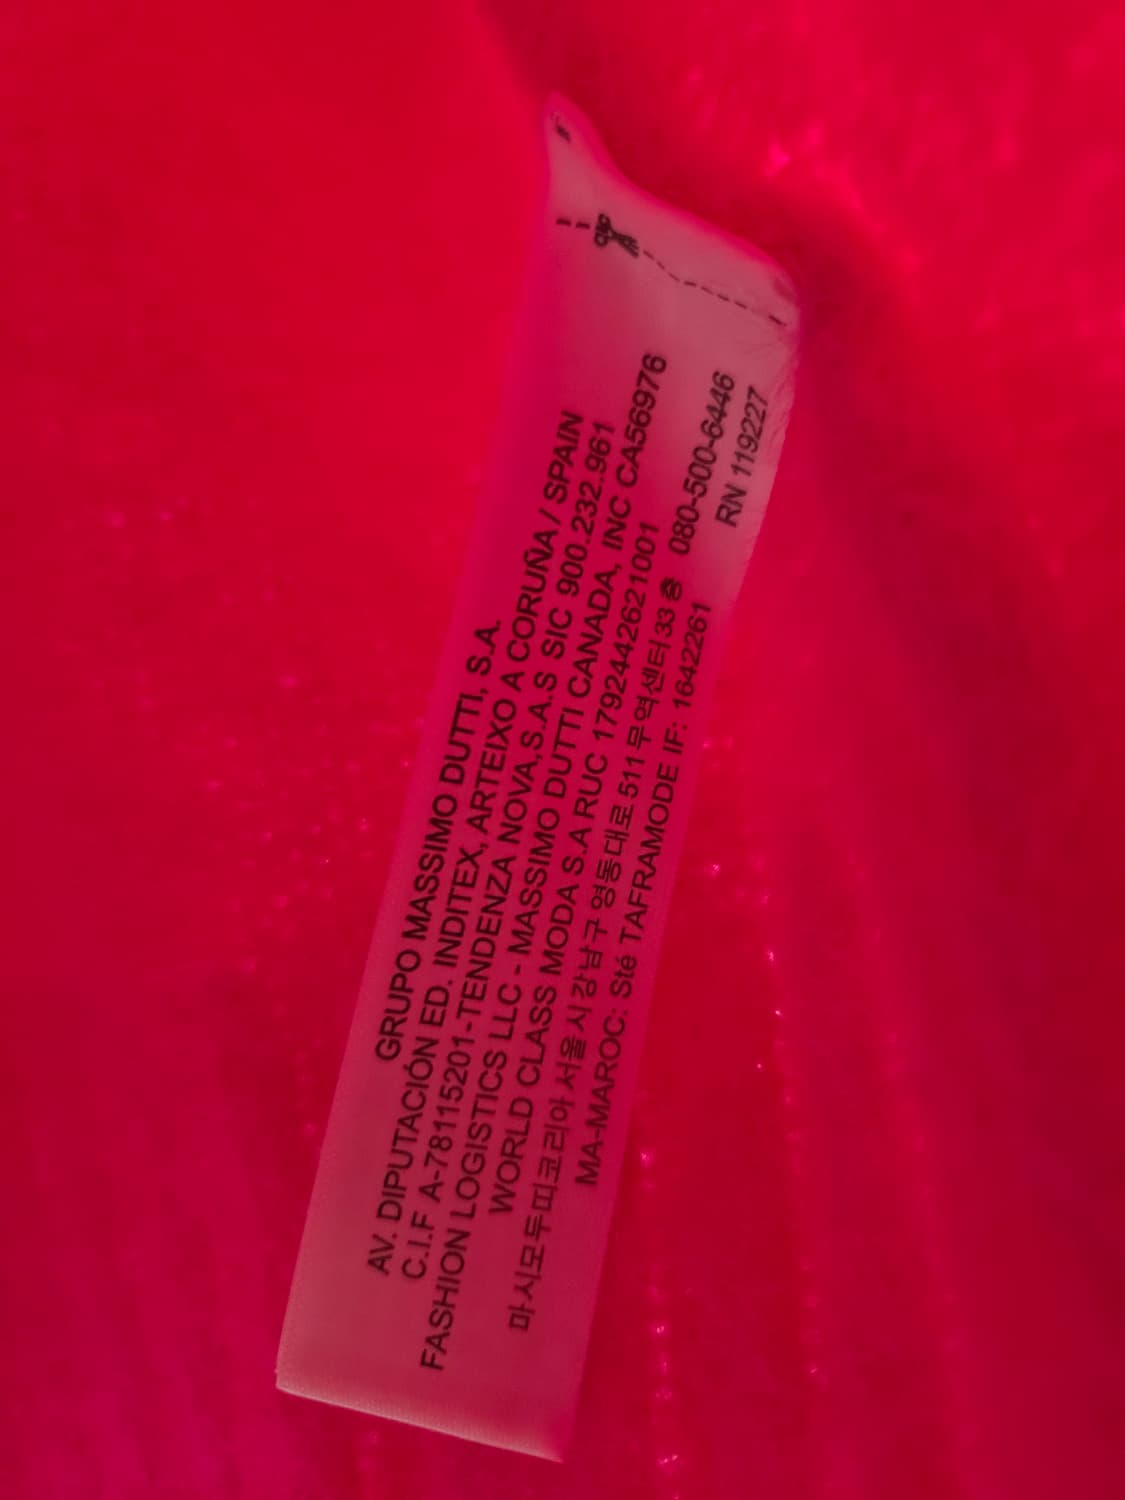 GRUPO MASSIMO DUTTI, S.A.
AV. DIPUTACIÓN ED. INDITEX, ARTEIXO A CORUÑA / SPAIN
C.I.F A-78115201-TENDENZA NOVA,S.A.S SIC 900.232.961
FASHION LOGISTICS LLC - MASSIMO DUTTI CANADA, INC CA56976
WORLD CLASS MODA S.A RUC 1792442621001
마시모두띠코리아 서울시 강남구 영동대로 511 무역센터 33 층 080-500-6446
MA-MAROC: Sté TAFRAMODE IF: 1642261 RN 119227